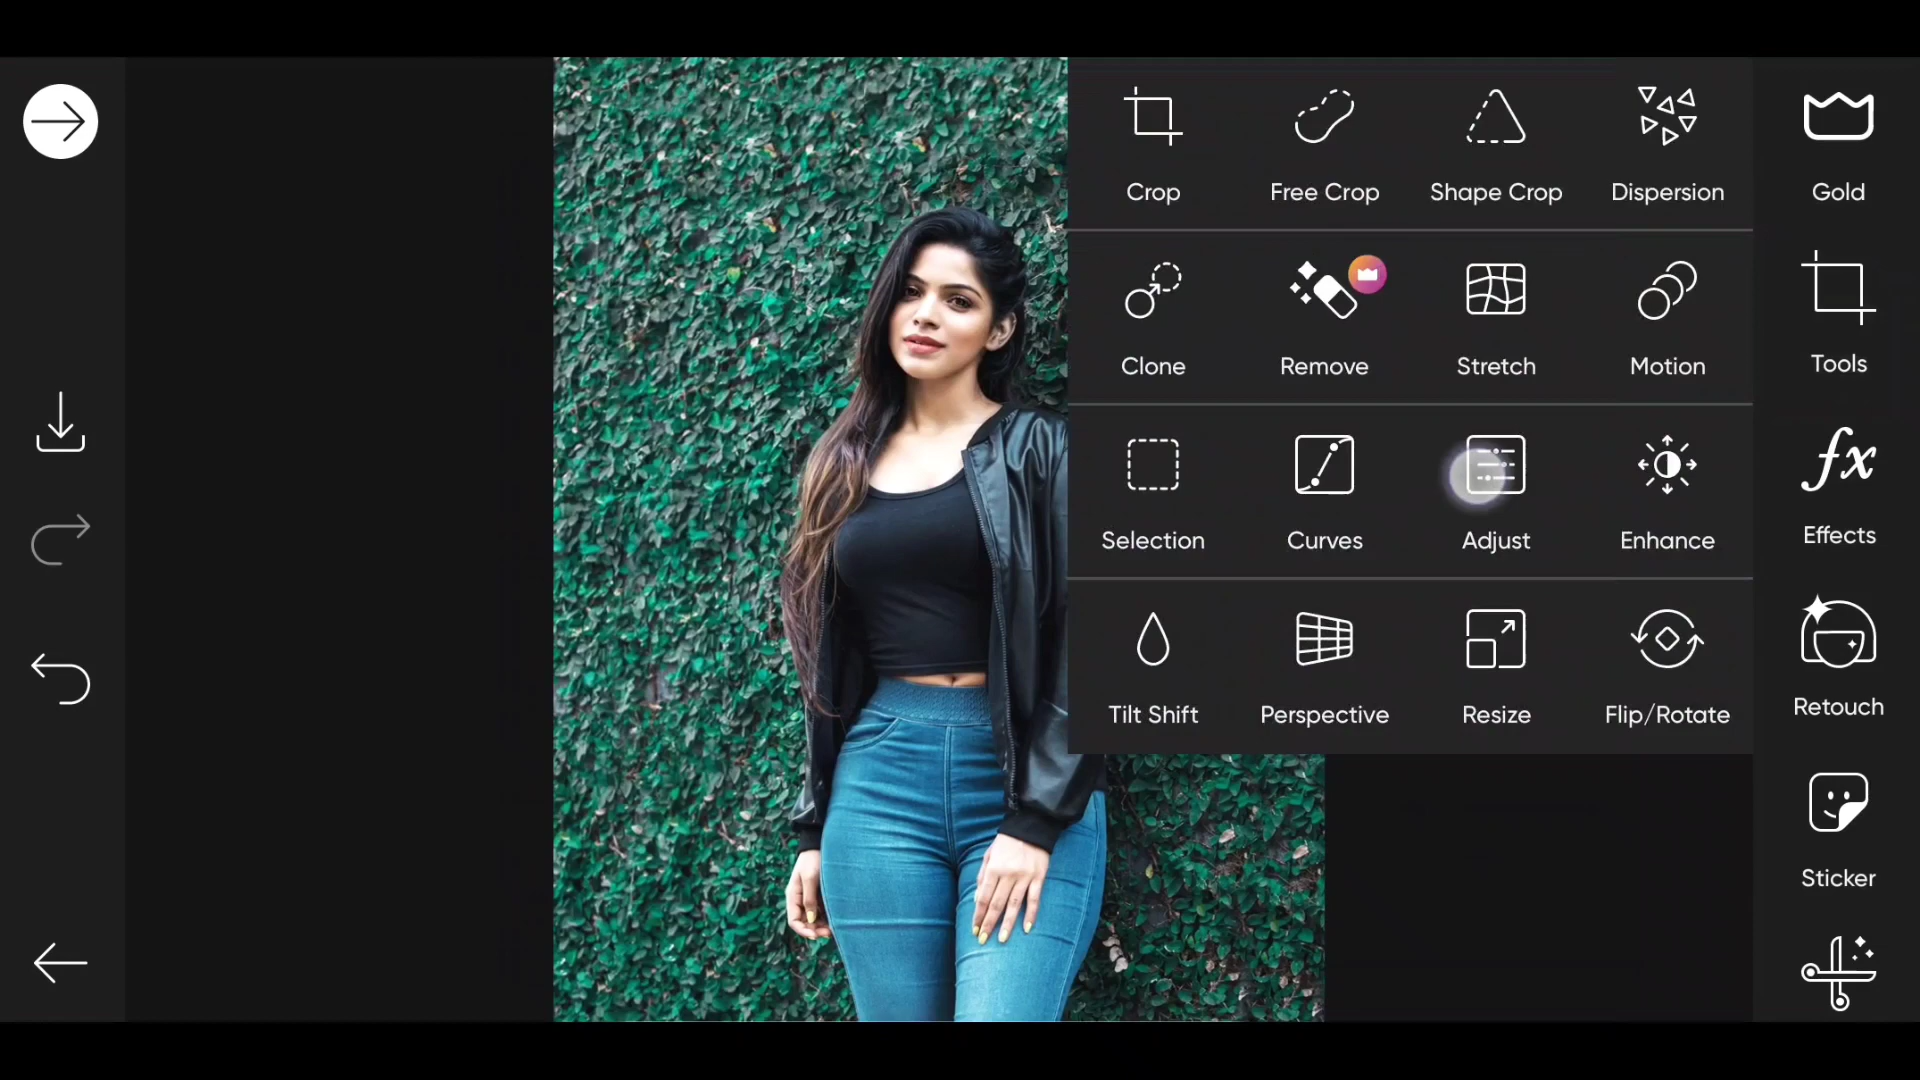 Crop Free Crop Shape Crop Dispersion Gold
Clone Remove Stretch Motion Tools
Selection Curves Adjust Enhance Effects
Tilt Shift Perspective Resize Flip/Rotate Retouch
Sticker